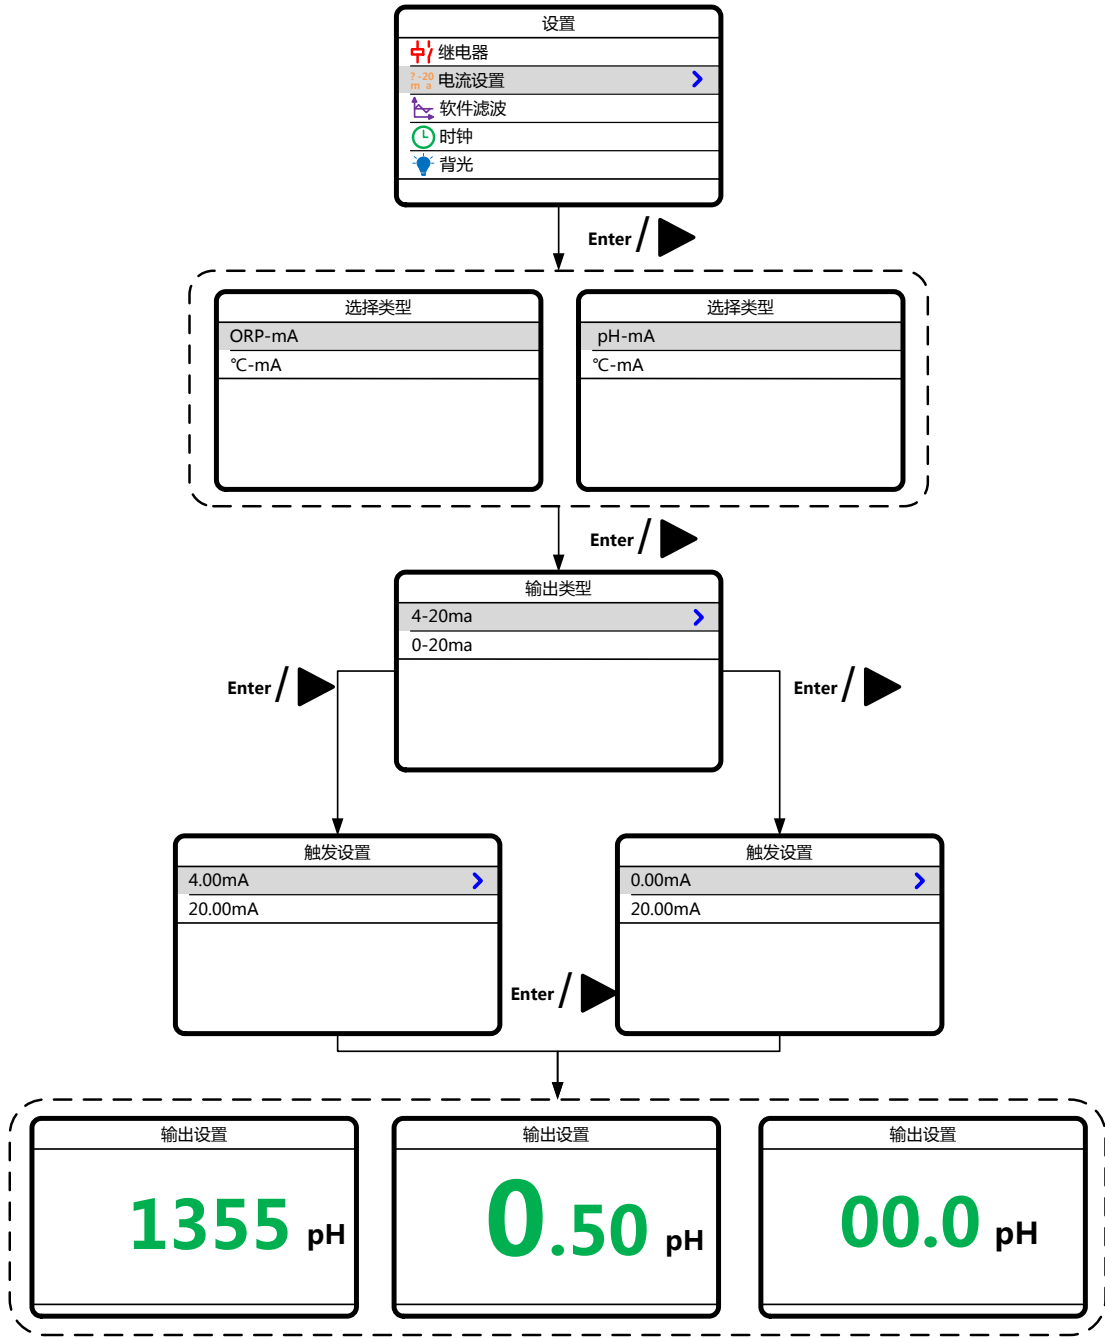 设置
继电器
? -20
m a
电流设置
软件滤波
时钟
背光
Enter /
选择类型
ORP-mA
℃-mA
选择类型
pH-mA
℃-mA
Enter /
输出类型
4-20ma
0-20ma
Enter /
Enter /
触发设置
4.00mA
20.00mA
触发设置
0.00mA
20.00mA
Enter /
输出设置
1355 pH
输出设置
0.50 pH
输出设置
00.0 pH